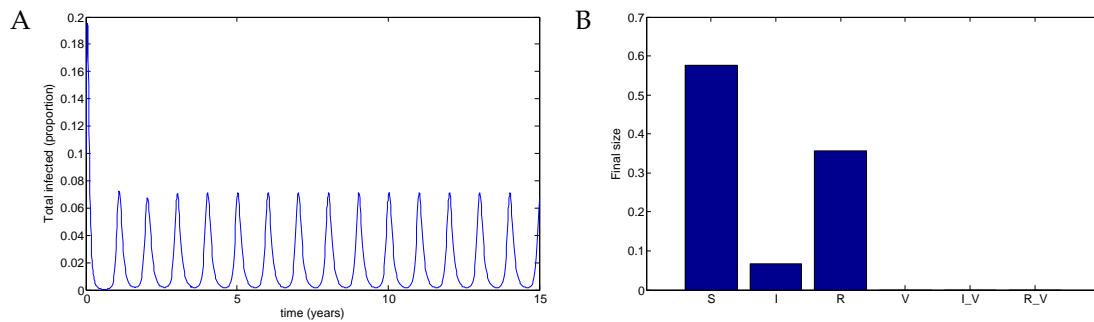 A
Total infected (proportion)
0.2
0.18
0.16
0.14
0.12
0.1
0.08
0.06
0.04
0.02
0
0 5 10 15
time (years)
B
Final size
0.7
0.6
0.5
0.4
0.3
0.2
0.1
0
S I R V I_V R_V